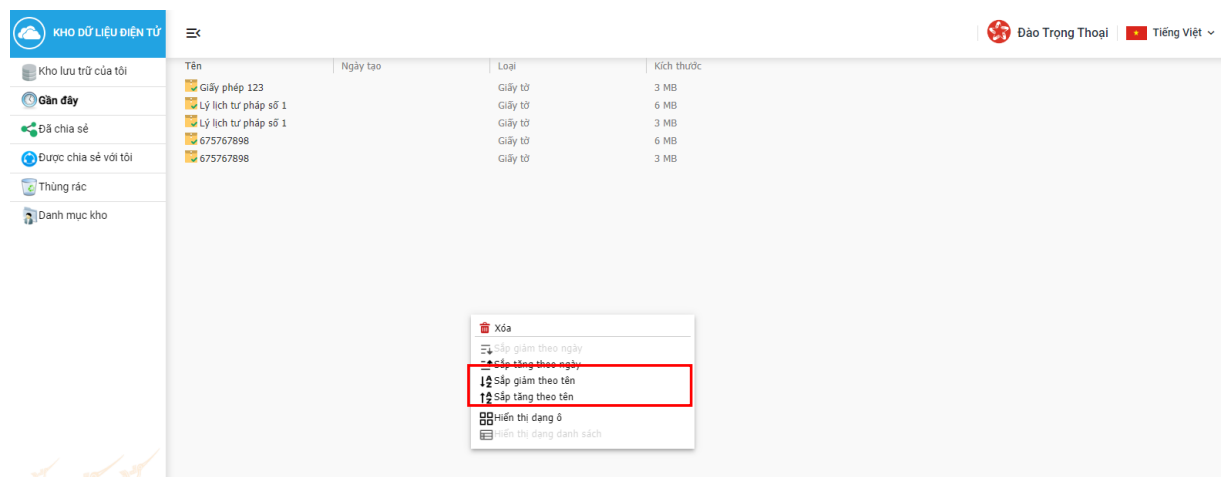 KHO DỮ LIỆU ĐIỆN TỬ
Đào Trọng Thoại
Tiếng Việt
Kho lưu trữ của tôi
Gần đây
Đã chia sẻ
Được chia sẻ với tôi
Thùng rác
Danh mục kho
Tên Ngày tạo Loại Kích thước
Giấy phép 123 Giấy tờ 3 MB
Lý lịch tư pháp số 1 Giấy tờ 6 MB
Lý lịch tư pháp số 1 Giấy tờ 3 MB
675767898 Giấy tờ 6 MB
675767898 Giấy tờ 3 MB
Xóa
Sắp giảm theo ngày
Sắp tăng theo ngày
Sắp giảm theo tên
Sắp tăng theo tên
Hiển thị dạng ô
Hiển thị dạng danh sách